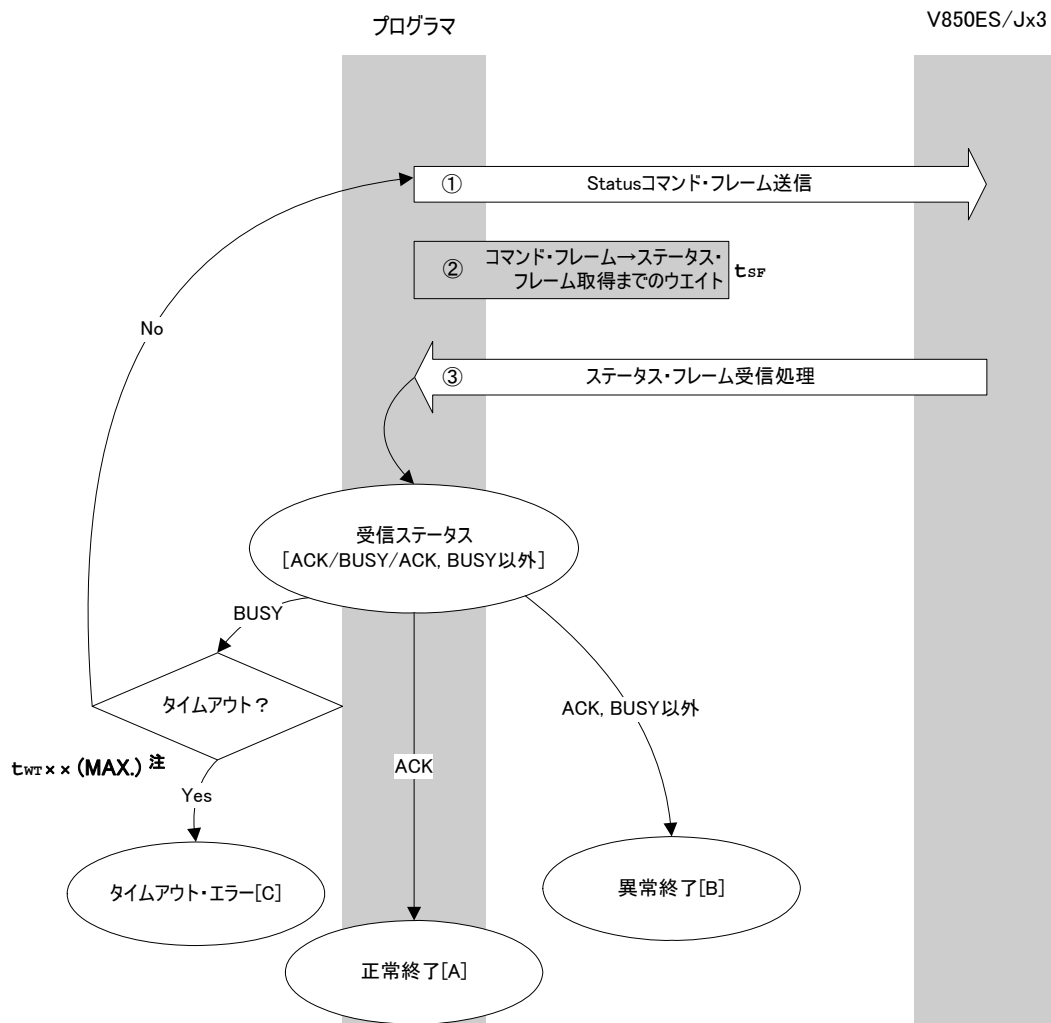 プログラマ
V850ES/Jx3
① Statusコマンド・フレーム送信
② コマンド・フレーム→ステータス・
フレーム取得までのウエイト
tSF
No
③ ステータス・フレーム受信処理
受信ステータス
[ACK/BUSY/ACK, BUSY以外]
BUSY
タイムアウト？
ACK, BUSY以外
tWT×× (MAX.) 注
ACK
Yes
タイムアウト・エラー[C]
異常終了[B]
正常終了[A]